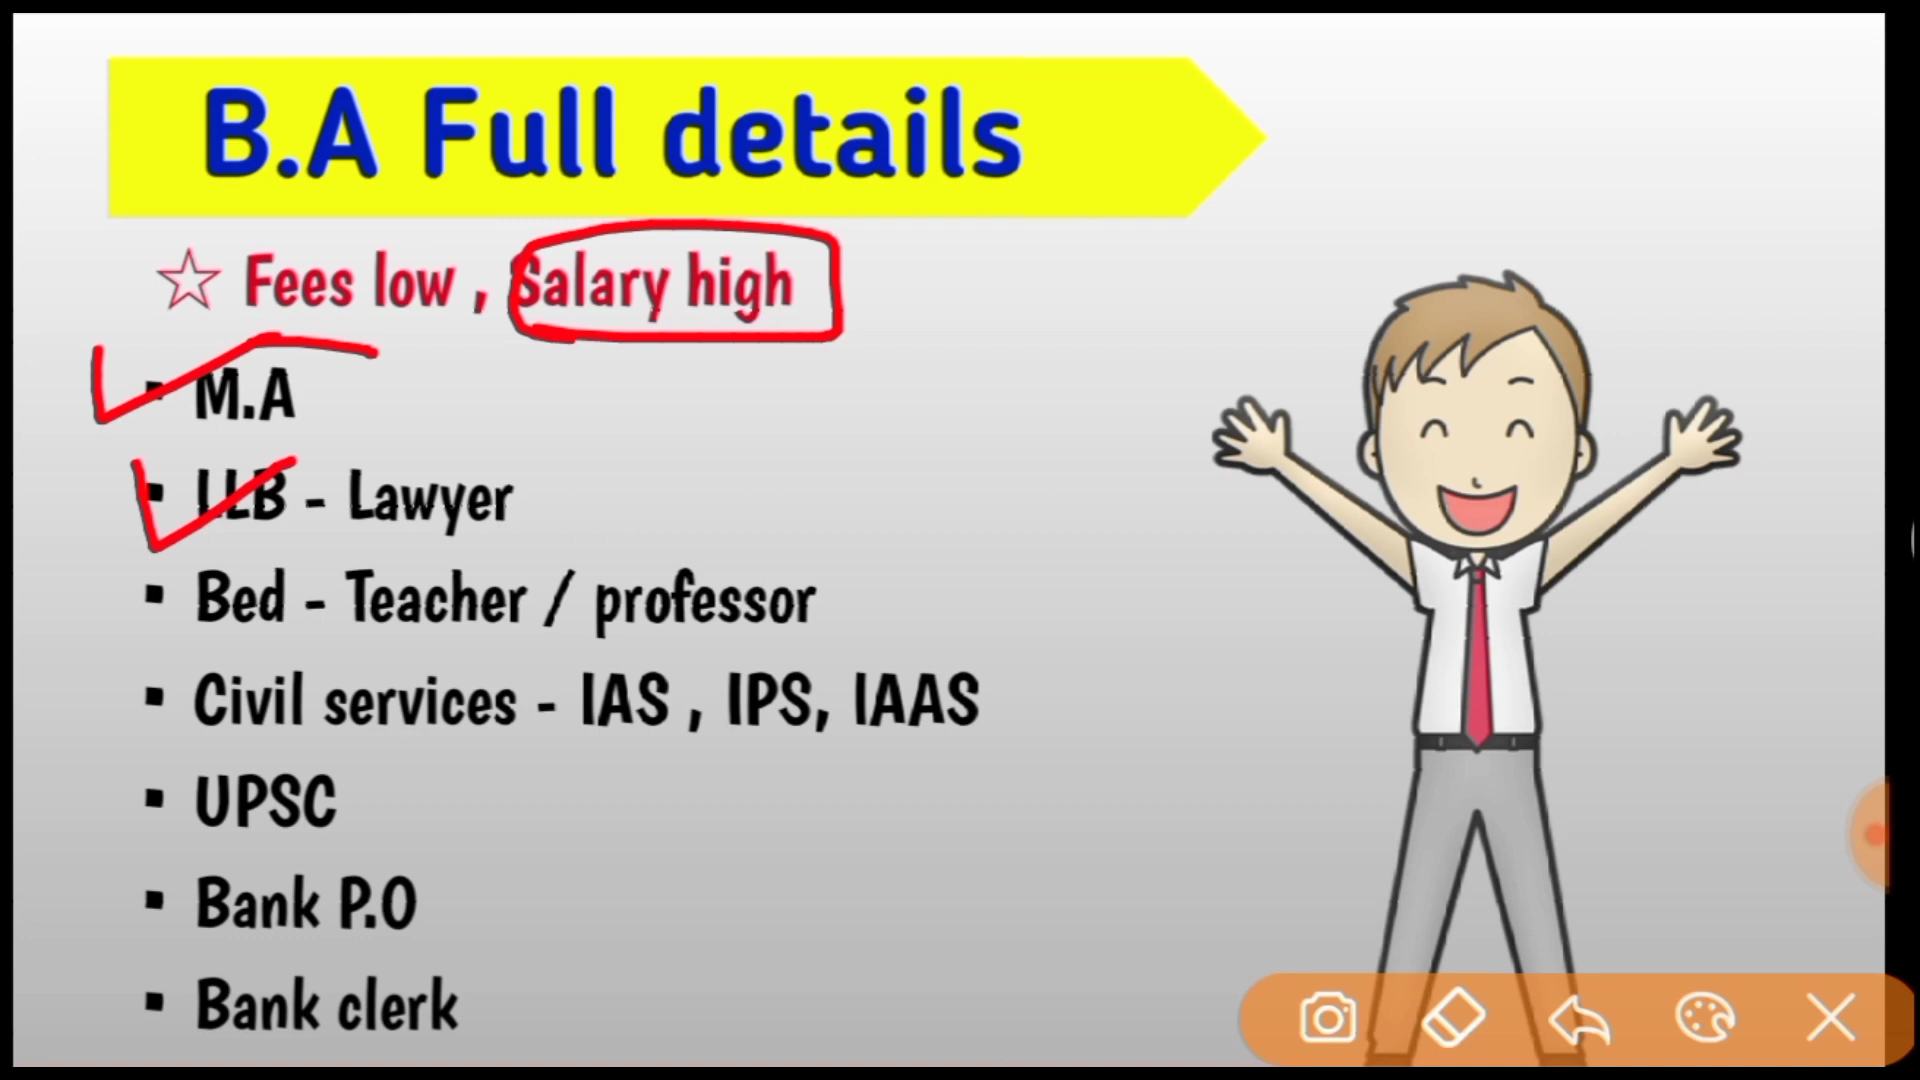 B.A Full details
☆ Fees low , Salary high
▪ M.A
▪ LLB - Lawyer
▪ Bed - Teacher / professor
▪ Civil services - IAS , IPS, IAAS
▪ UPSC
▪ Bank P.O
▪ Bank clerk